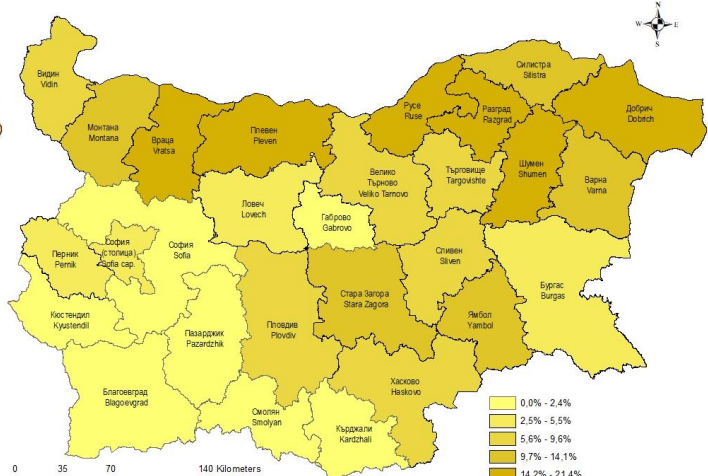 N
W E
S
Видин
Vidin
Монтана
Montana
Враца
Vratsa
Плевен
Pleven
Русе
Ruse
Разград
Razgrad
Силистра
Silistra
Добрич
Dobrich
Шумен
Shumen
Варна
Varna
Търговище
Targovishte
Велико
Търново
Veliko Tarnovo
Ловеч
Lovech
Габрово
Gabrovo
София
(столица)
Sofia cap.
София
Sofia
Перник
Pernik
Кюстендил
Kyustendil
Благоевград
Blagoevgrad
Пазарджик
Pazardzhik
Пловдив
Plovdiv
Стара Загора
Stara Zagora
Сливен
Sliven
Ямбол
Yambol
Бургас
Burgas
Хасково
Haskovo
Смолян
Smolyan
Кърджали
Kardzhali
0,0% - 2,4%
2,5% - 5,5%
5,6% - 9,6%
9,7% - 14,1%
14,2% - 21,4%
0 35 70 140 Kilometers